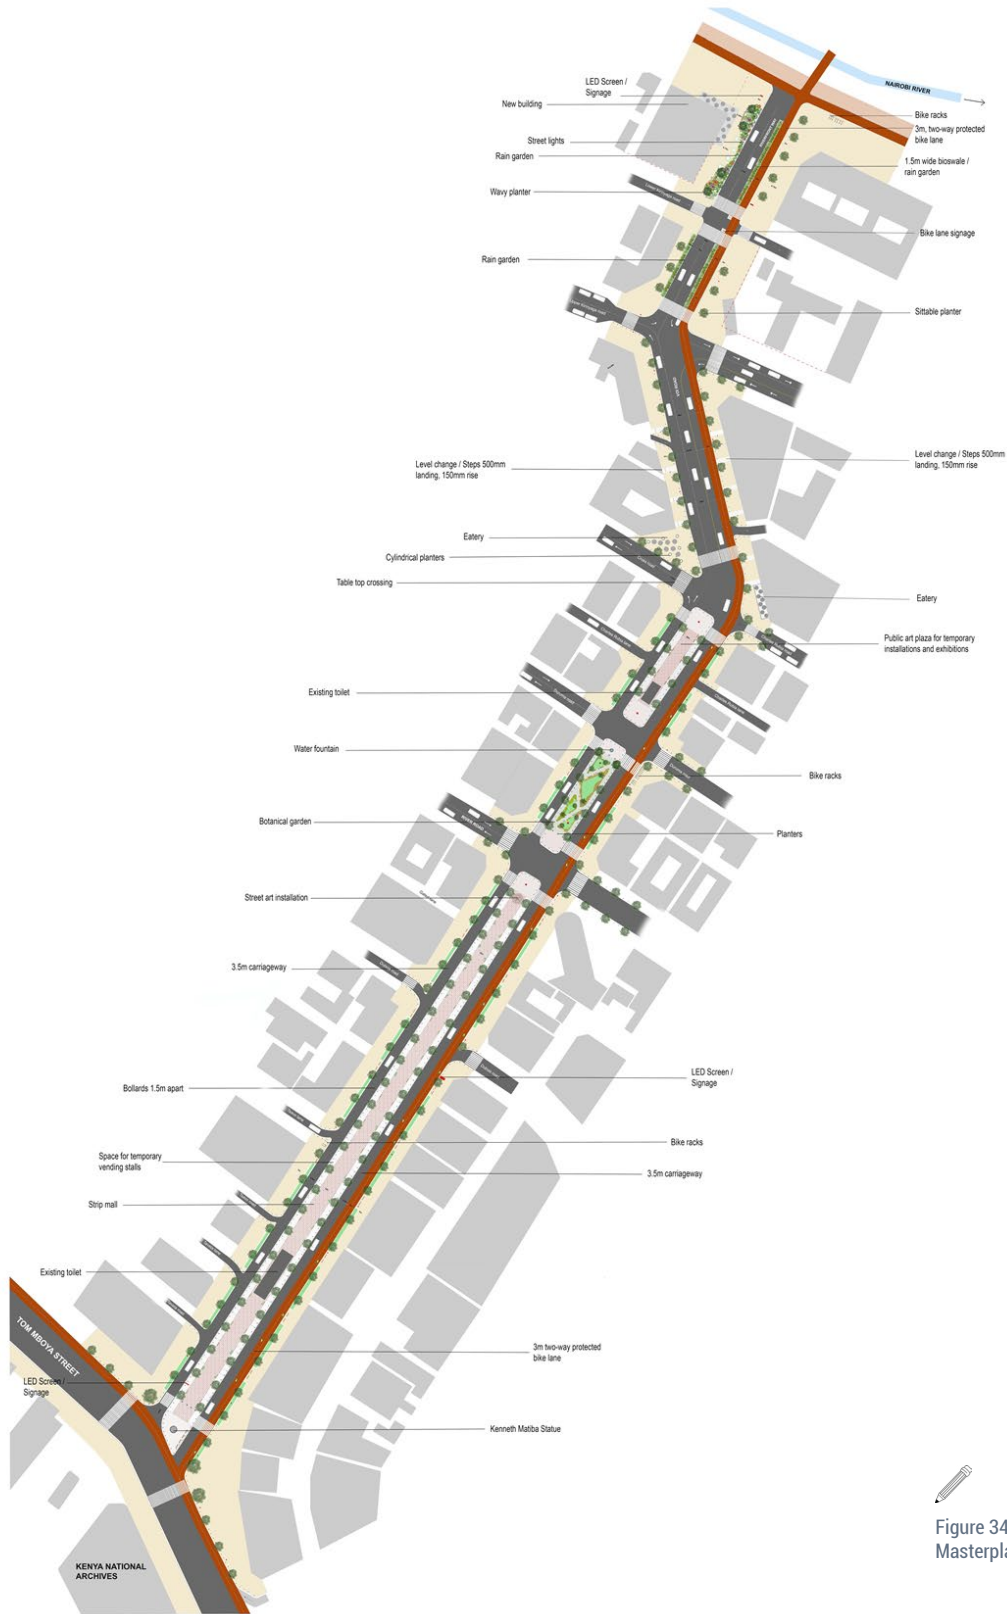 NAIROBI RIVER
LED Screen /
Signage
New building
Bike racks
3m, two-way protected
bike lane
Street lights
Rain garden
1.5m wide bioswale /
rain garden
Wavy planter
Bike lane signage
Rain garden
Sittable planter
Level change / Steps 500mm
landing, 150mm rise
Level change / Steps 500mm
landing, 150mm rise
Eatery
Cylindrical planters
Table top crossing
Eatery
Public art plaza for temporary
installations and exhibitions
Existing toilet
Water fountain
Bike racks
Botanical garden
RIVER ROAD
Planters
Street art installation
3.5m carriageway
LED Screen /
Signage
Bollards 1.5m apart
Bike racks
Space for temporary
vending stalls
3.5m carriageway
Strip mall
Existing toilet
TOM MBOYA STREET
3m two-way protected
bike lane
LED Screen /
Signage
Kenneth Matiba Statue
KENYA NATIONAL
ARCHIVES
Figure 34
Masterpla